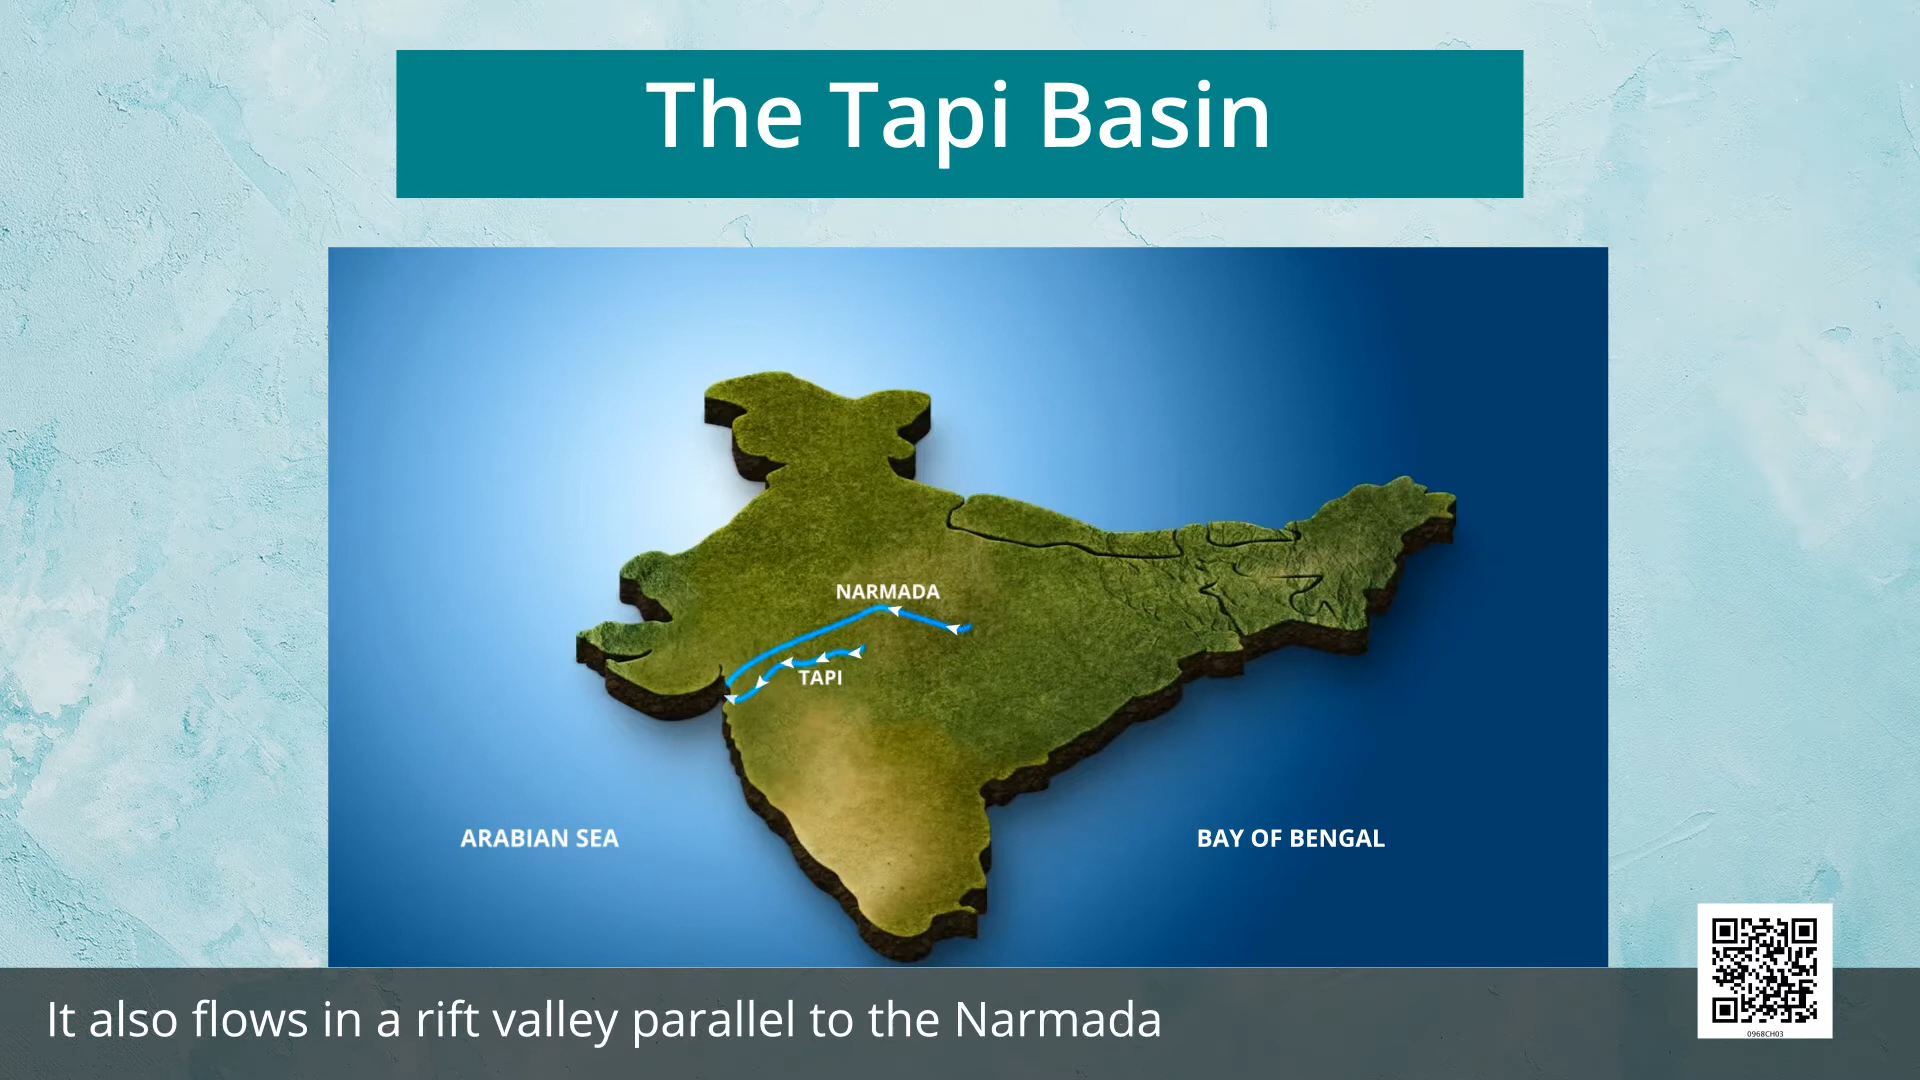 The Tapi Basin
NARMADA
TAPI
ARABIAN SEA
BAY OF BENGAL
0968CH03
It also flows in a rift valley parallel to the Narmada